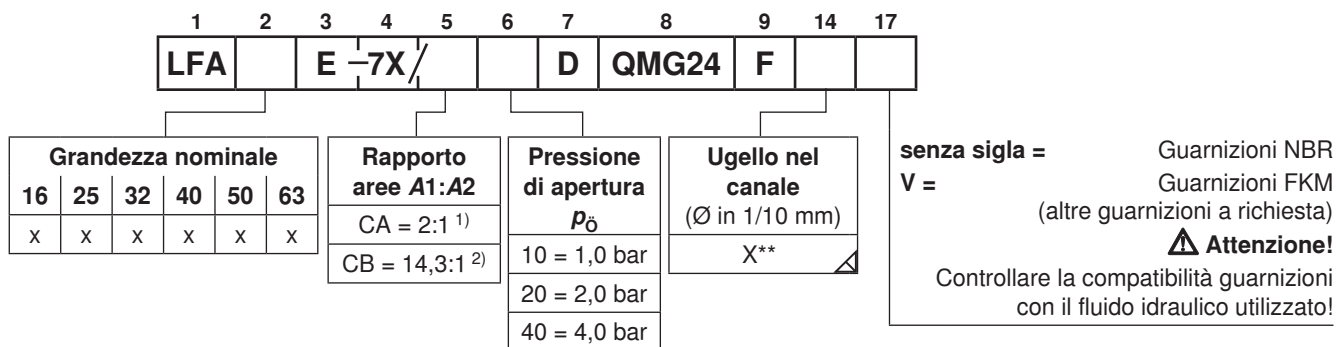 1 2 3 4 5 6 7 8 9 14 17
LFA E –7X/ D QMG24 F
Grandezza nominale
16 25 32 40 50 63
x x x x x x
Rapporto
aree A1:A2
CA = 2:1 1)
CB = 14,3:1 2)
Pressione
di apertura
pÖ
10 = 1,0 bar
20 = 2,0 bar
40 = 4,0 bar
Ugello nel
canale
(Ø in 1/10 mm)
X**
senza sigla = Guarnizioni NBR
V = Guarnizioni FKM
(altre guarnizioni a richiesta)
Attenzione!
Controllare la compatibilità guarnizioni
con il fluido idraulico utilizzato!